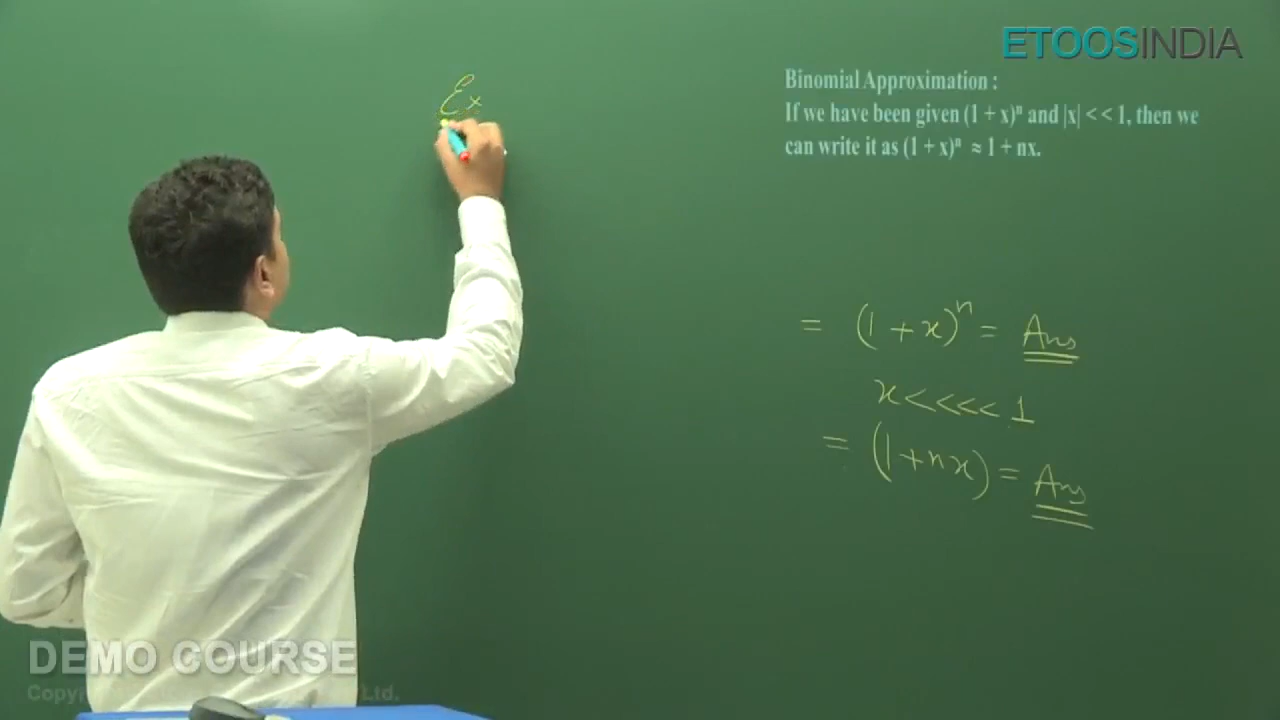 ETOOSINDIA
Binomial Approximation :
If we have been given (1 + x)ⁿ and |x| < < 1, then we
can write it as (1 + x)ⁿ ≈ 1 + nx.
Ex
= (1 + x)ⁿ = Ans
x <<<< 1
= (1 + nx) = Ans
DEMO COURSE
Ltd.